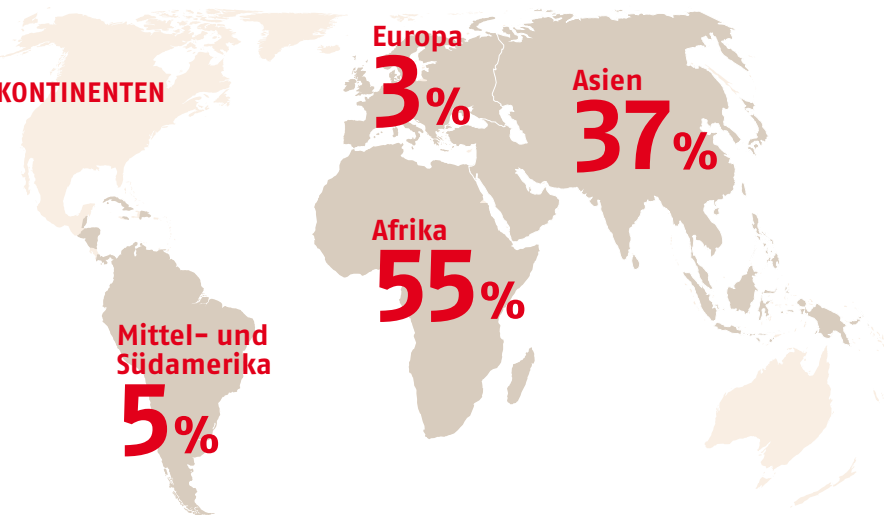 KONTINENTEN
Europa
3%
Asien
37%
Afrika
55%
Mittel- und
Südamerika
5%